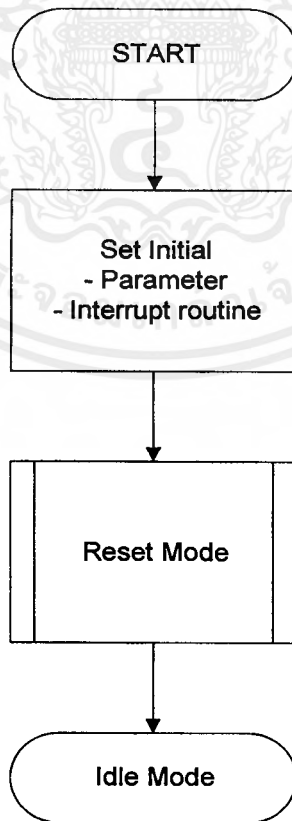 START
Set Initial
- Parameter
- Interrupt routine
Reset Mode
Idle Mode